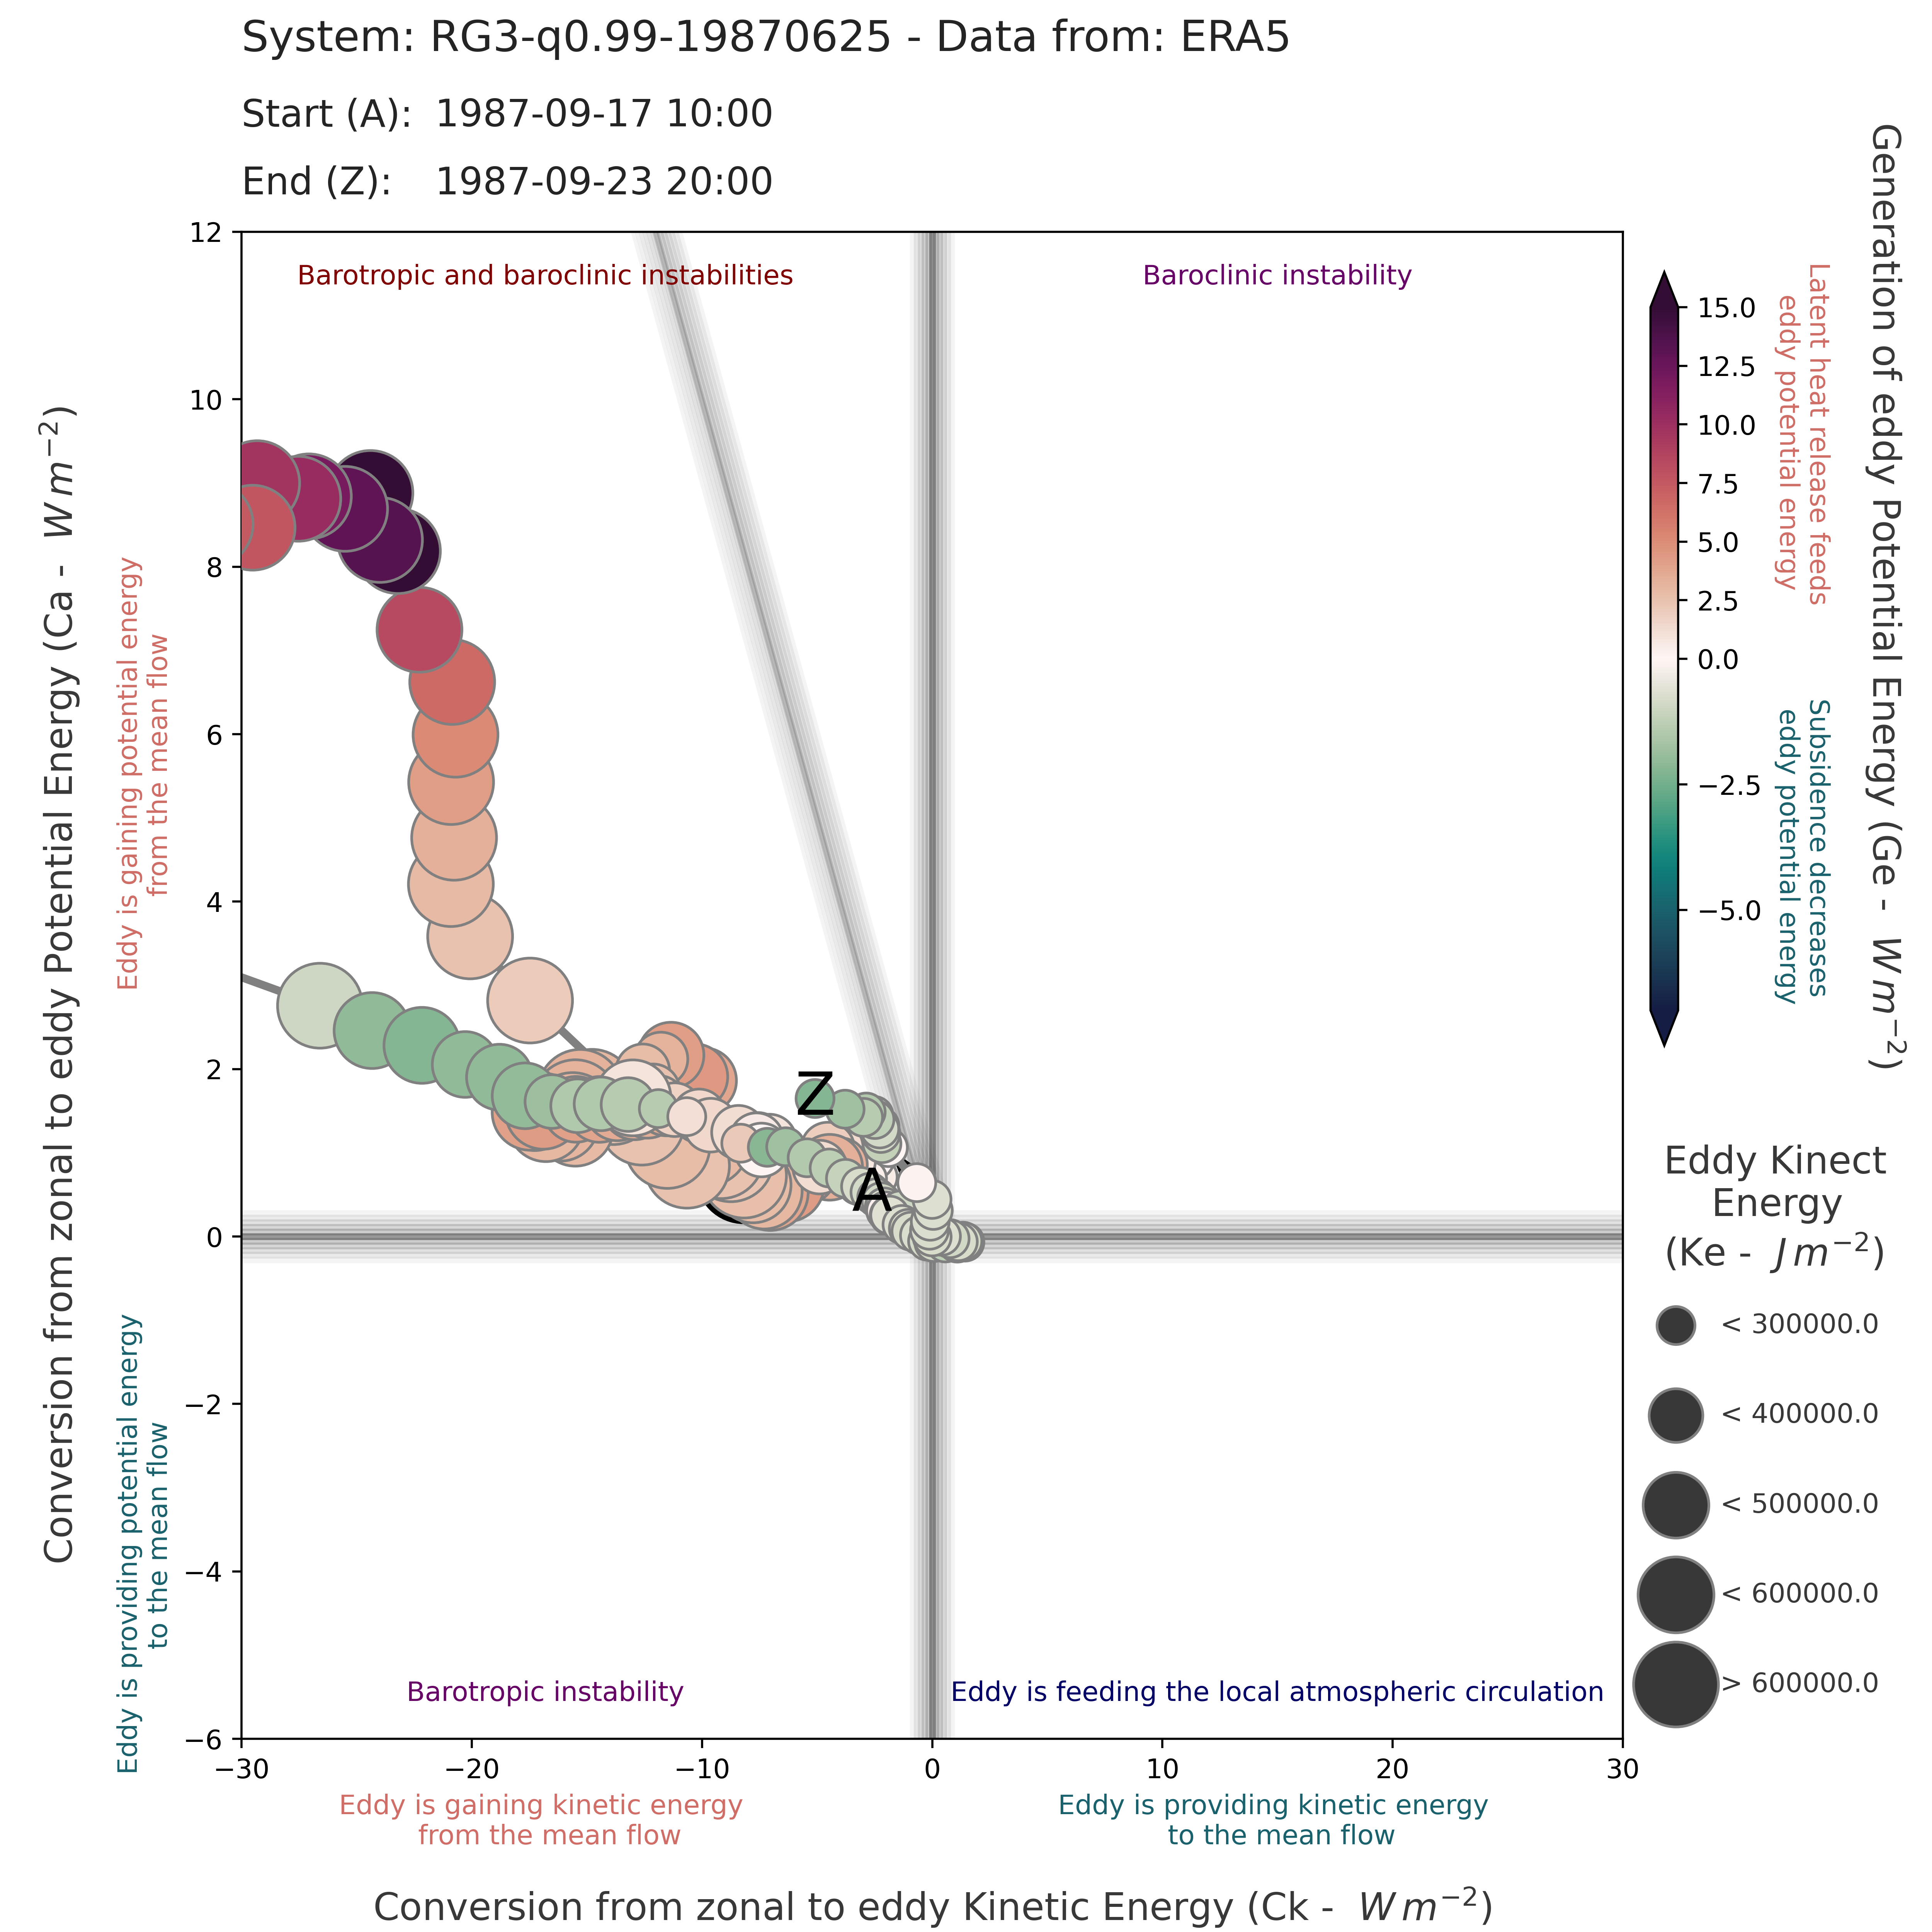 System: RG3-q0.99-19870625 - Data from: ERA5
Start (A): 1987-09-17 10:00
End (Z): 1987-09-23 20:00
Conversion from zonal to eddy Potential Energy (Ca - W m⁻²)
Eddy is gaining potential energy
from the mean flow
Eddy is providing potential energy
to the mean flow
12
10
8
6
4
2
0
−2
−4
−6
Barotropic and baroclinic instabilities
Baroclinic instability
Z
A
Barotropic instability
Eddy is feeding the local atmospheric circulation
−30
−20
−10
0
10
20
30
Eddy is gaining kinetic energy
from the mean flow
Eddy is providing kinetic energy
to the mean flow
Conversion from zonal to eddy Kinetic Energy (Ck - W m⁻²)
15.0
12.5
10.0
7.5
5.0
2.5
0.0
−2.5
−5.0
Latent heat release feeds
eddy potential energy
Subsidence decreases
eddy potential energy
Generation of eddy Potential Energy (Ge - W m⁻²)
Eddy Kinect
Energy
(Ke - J m⁻²)
< 300000.0
< 400000.0
< 500000.0
< 600000.0
> 600000.0